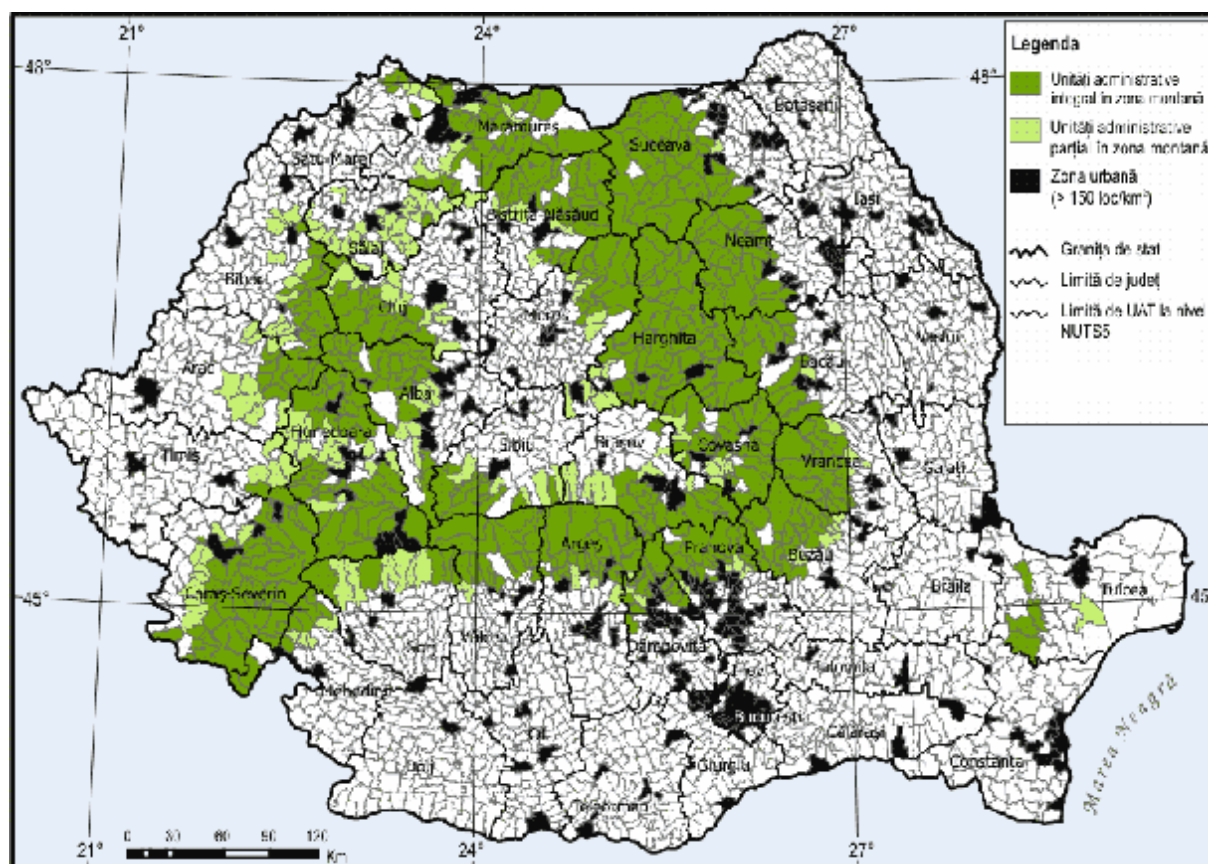 21°
24°
27°
48°
48°
Legenda
Unități administrative
integral în zona montană
Unități administrative
parțial în zona montană
Zona urbană
(> 150 loc/km²)
Graniță de stat
Limită de județ
Limită de UAT la nivel
NUTS5
Botașani
Maramureș
Suceava
Satu-Mare
Iași
Bistrița-Năsăud
Neamț
Sălaj
Bihor
Cluj
Mureș
Harghita
Vaslui
Bacău
Arad
Alba
Hunedoara
Sibiu
Brașov
Covasna
Vrancea
Timiș
Galați
Argeș
Prahova
Buzău
Caraș-Severin
Brăila
Tulcea
45°
45°
Gorj
Vâlcea
Dâmbovița
Ialomița
Mehedinți
București
Călărași
Olt
Constanța
Dolj
Giurgiu
Teleorman
Marea Neagră
0 30 60 90 120
Km
21°
24°
27°